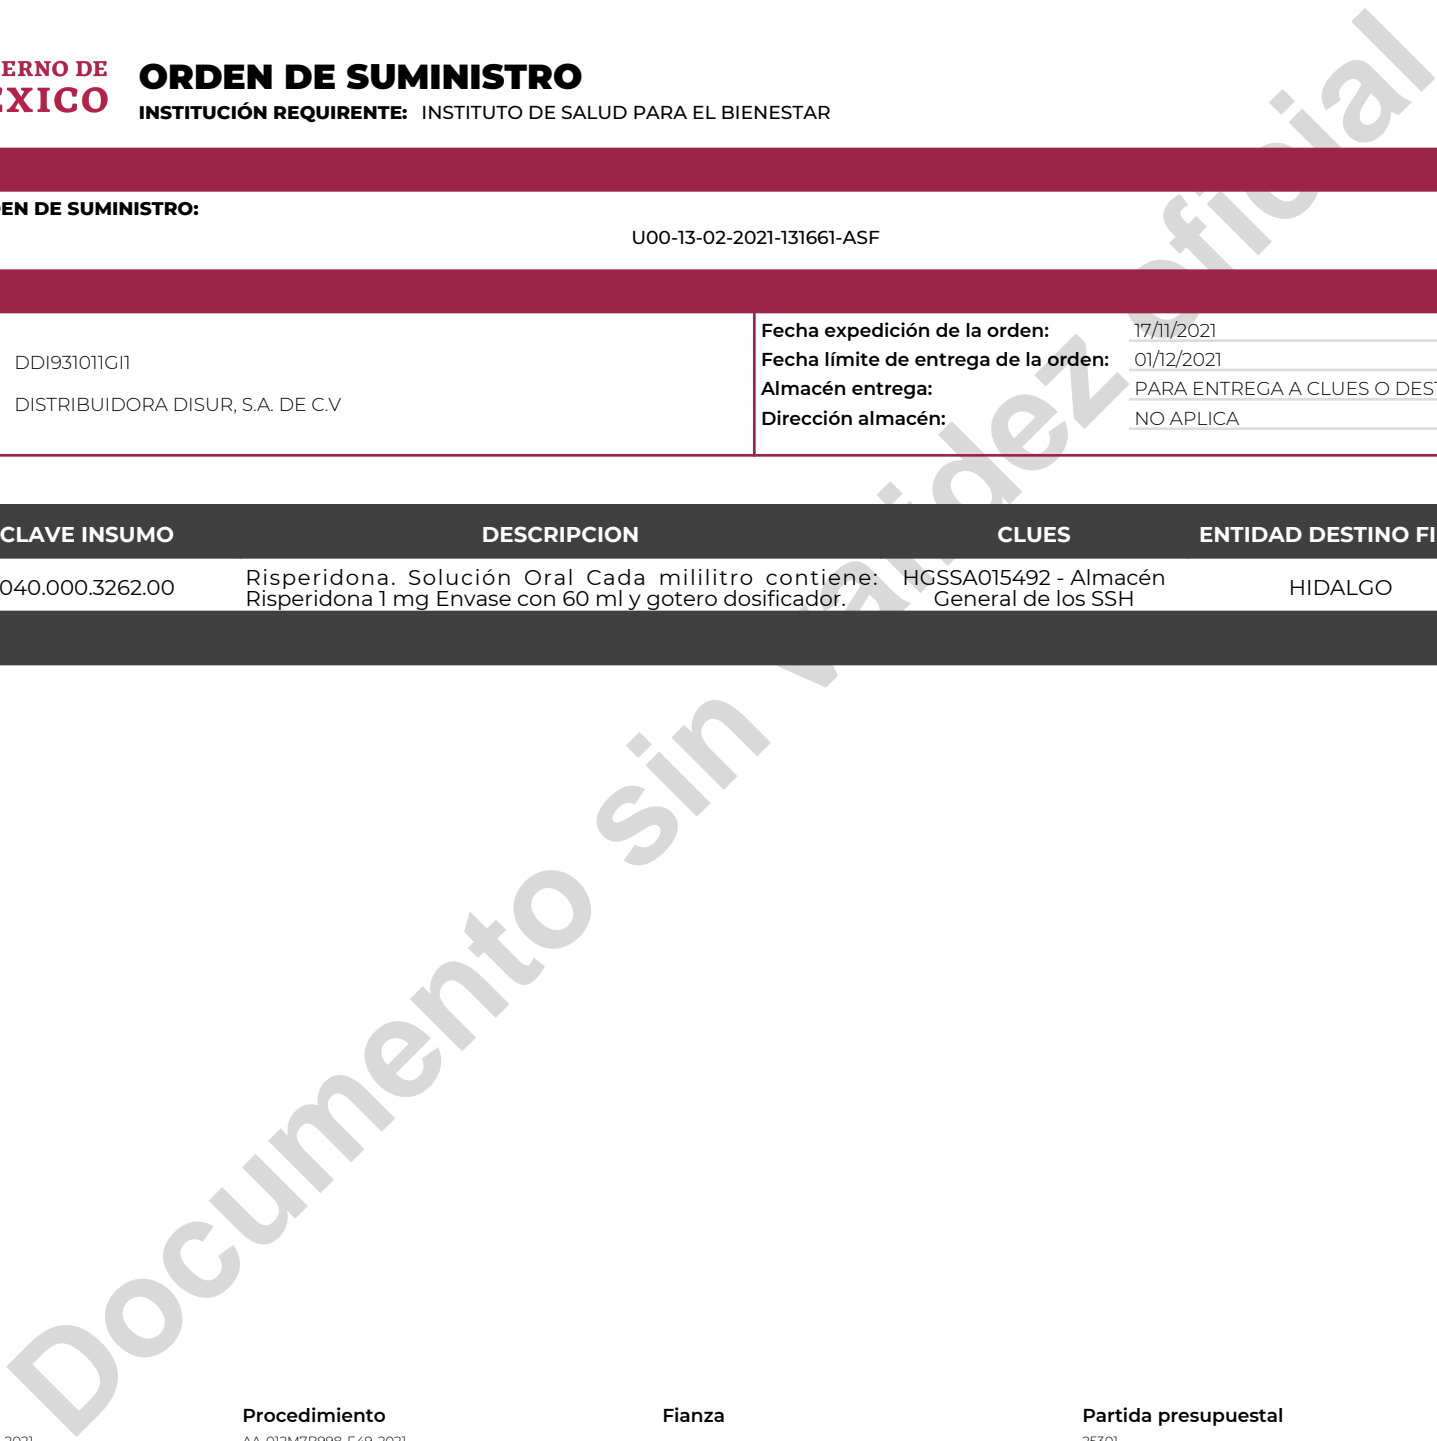 ERNO DE
EXICO
ORDEN DE SUMINISTRO
INSTITUCIÓN REQUIRENTE: INSTITUTO DE SALUD PARA EL BIENESTAR
EN DE SUMINISTRO:
U00-13-02-2021-131661-ASF
DDI931011GI1
DISTRIBUIDORA DISUR, S.A. DE C.V
Fecha expedición de la orden: 17/11/2021
Fecha límite de entrega de la orden: 01/12/2021
Almacén entrega: PARA ENTREGA A CLUES O DEST
Dirección almacén: NO APLICA
CLAVE INSUMO DESCRIPCION CLUES ENTIDAD DESTINO FI
040.000.3262.00
Risperidona. Solución Oral Cada mililitro contiene:
Risperidona 1 mg Envase con 60 ml y gotero dosificador.
HGSSA015492 - Almacén
General de los SSH
HIDALGO
Documento sin validez oficial
Procedimiento Fianza Partida presupuestal